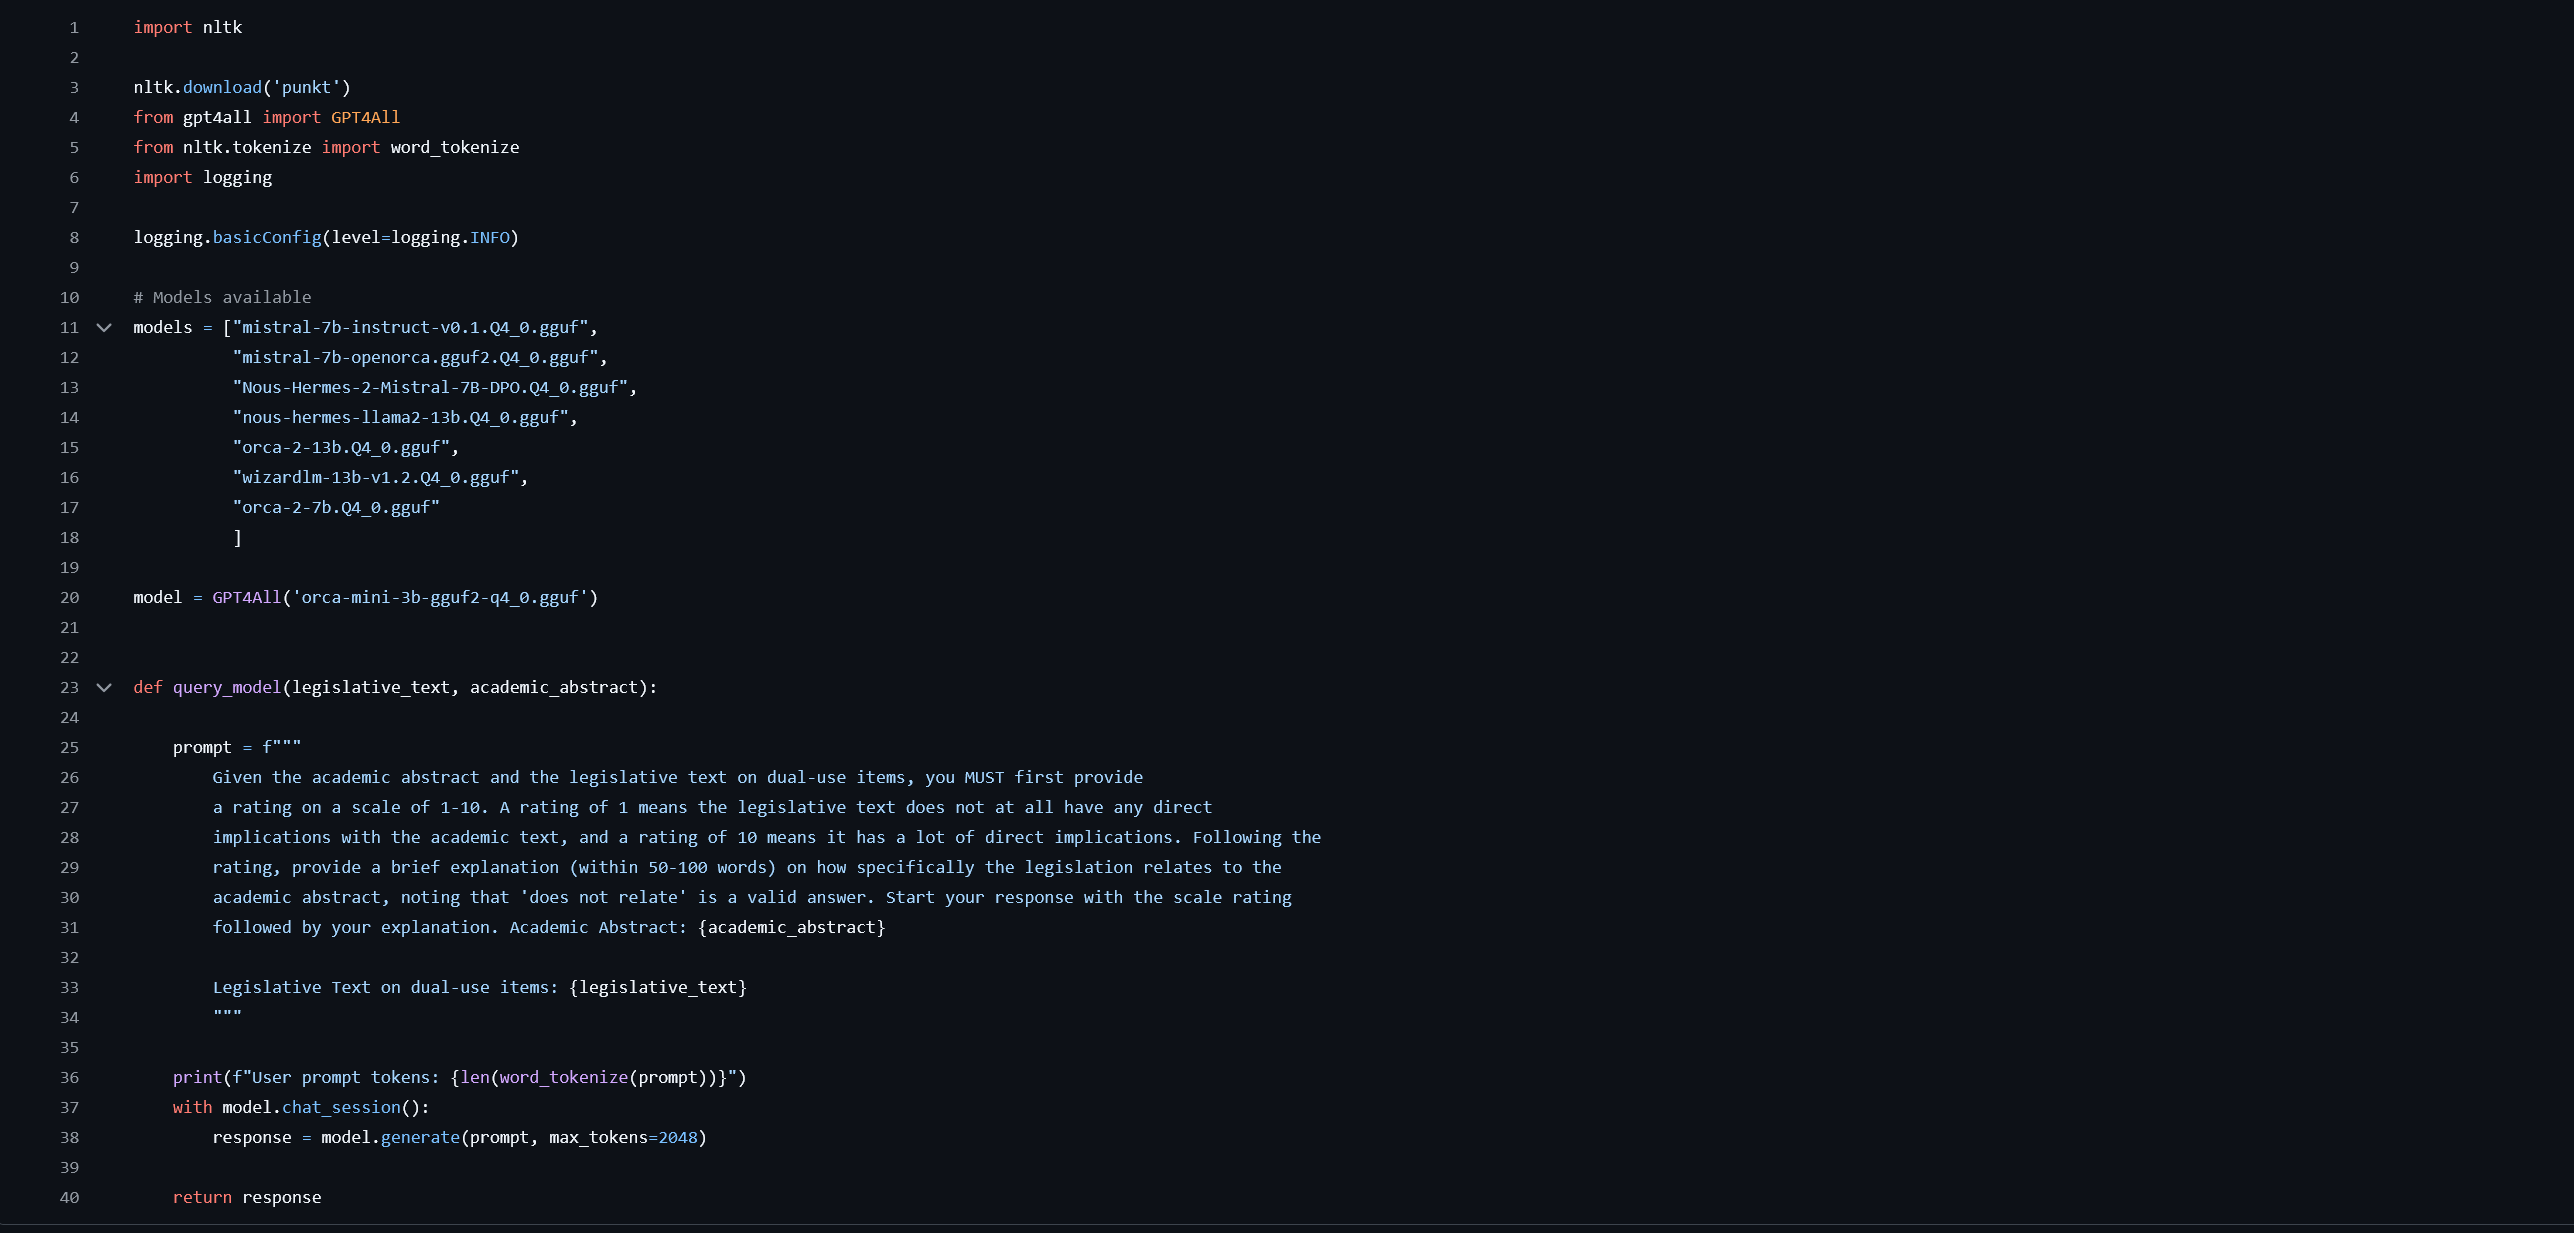 1 import nltk
2
3 nltk.download('punkt')
4 from gpt4all import GPT4All
5 from nltk.tokenize import word_tokenize
6 import logging
7
8 logging.basicConfig(level=logging.INFO)
9
10 # Models available
11 models = ["mistral-7b-instruct-v0.1.Q4_0.gguf",
12 "mistral-7b-openorca.gguf2.Q4_0.gguf",
13 "Nous-Hermes-2-Mistral-7B-DPO.Q4_0.gguf",
14 "nous-hermes-llama2-13b.Q4_0.gguf",
15 "orca-2-13b.Q4_0.gguf",
16 "wizardlm-13b-v1.2.Q4_0.gguf",
17 "orca-2-7b.Q4_0.gguf"
18 ]
19
20 model = GPT4All('orca-mini-3b-gguf2-q4_0.gguf')
21
22
23 def query_model(legislative_text, academic_abstract):
24
25 prompt = f"""
26 Given the academic abstract and the legislative text on dual-use items, you MUST first provide
27 a rating on a scale of 1-10. A rating of 1 means the legislative text does not at all have any direct
28 implications with the academic text, and a rating of 10 means it has a lot of direct implications. Following the
29 rating, provide a brief explanation (within 50-100 words) on how specifically the legislation relates to the
30 academic abstract, noting that 'does not relate' is a valid answer. Start your response with the scale rating
31 followed by your explanation. Academic Abstract: {academic_abstract}
32
33 Legislative Text on dual-use items: {legislative_text}
34 """
35
36 print(f"User prompt tokens: {len(word_tokenize(prompt))}")
37 with model.chat_session():
38 response = model.generate(prompt, max_tokens=2048)
39
40 return response